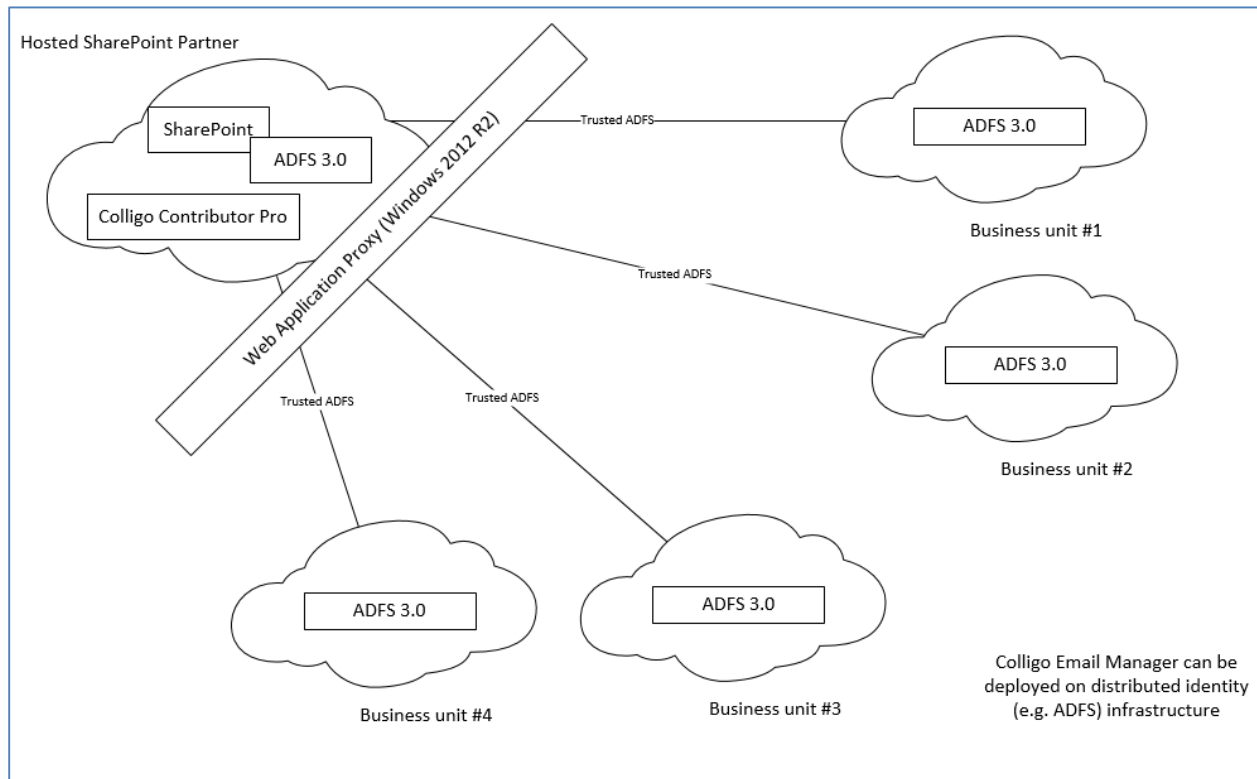 Hosted SharePoint Partner
SharePoint
ADFS 3.0
Colligo Contributor Pro
Web Application Proxy (Windows 2012 R2)
Trusted ADFS
ADFS 3.0
Business unit #1
Trusted ADFS
ADFS 3.0
Business unit #2
Trusted ADFS
Trusted ADFS
ADFS 3.0
Business unit #4
ADFS 3.0
Business unit #3
Colligo Email Manager can be
deployed on distributed identity
(e.g. ADFS) infrastructure